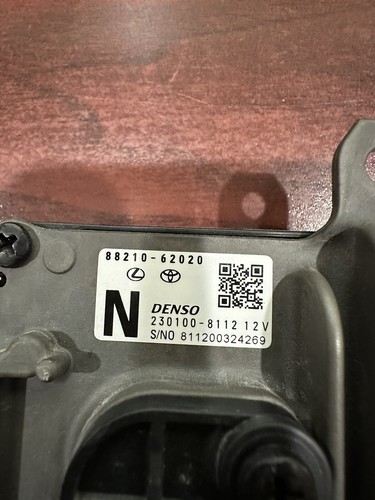 88210-62020
N
DENSO
230100-8112 12V
S/NO 811200324269